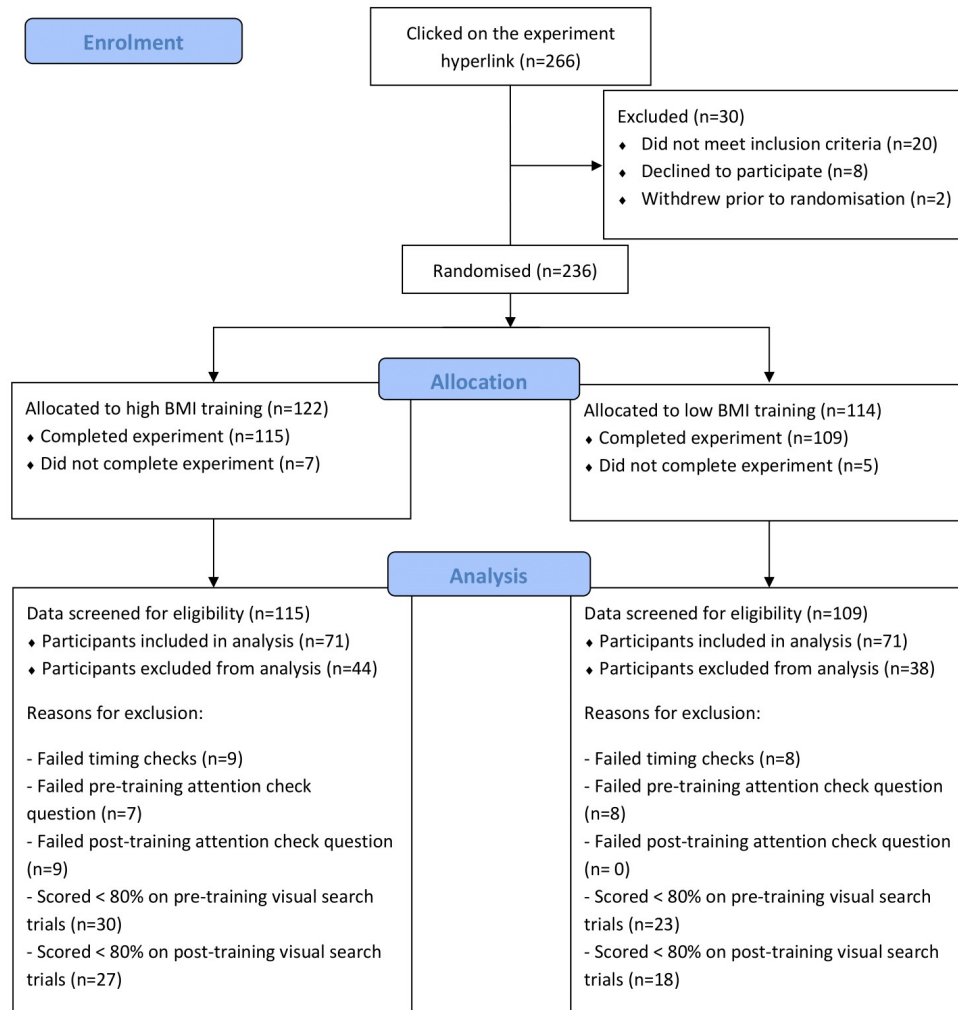 Enrolment
Clicked on the experiment
hyperlink (n=266)
Excluded (n=30)
♦ Did not meet inclusion criteria (n=20)
♦ Declined to participate (n=8)
♦ Withdrew prior to randomisation (n=2)
Randomised (n=236)
Allocation
Allocated to high BMI training (n=122)
♦ Completed experiment (n=115)
♦ Did not complete experiment (n=7)
Allocated to low BMI training (n=114)
♦ Completed experiment (n=109)
♦ Did not complete experiment (n=5)
Analysis
Data screened for eligibility (n=115)
♦ Participants included in analysis (n=71)
♦ Participants excluded from analysis (n=44)
Reasons for exclusion:
- Failed timing checks (n=9)
- Failed pre-training attention check
question (n=7)
- Failed post-training attention check question
(n=9)
- Scored < 80% on pre-training visual search
trials (n=30)
- Scored < 80% on post-training visual search
trials (n=27)
Data screened for eligibility (n=109)
♦ Participants included in analysis (n=71)
♦ Participants excluded from analysis (n=38)
Reasons for exclusion:
- Failed timing checks (n=8)
- Failed pre-training attention check question
(n=8)
- Failed post-training attention check question
(n= 0)
- Scored < 80% on pre-training visual search
trials (n=23)
- Scored < 80% on post-training visual search
trials (n=18)